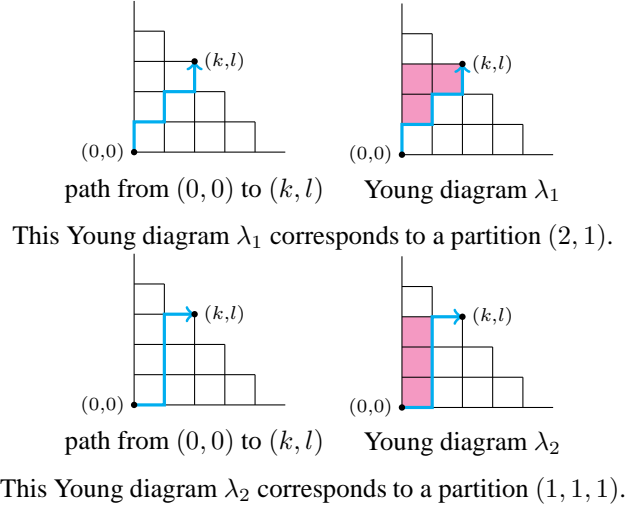 (k,l) (k,l)
(0,0) (0,0)
path from (0,0) to (k,l) Young diagram λ₁
This Young diagram λ₁ corresponds to a partition (2,1).
(k,l) (k,l)
(0,0) (0,0)
path from (0,0) to (k,l) Young diagram λ₂
This Young diagram λ₂ corresponds to a partition (1,1,1).